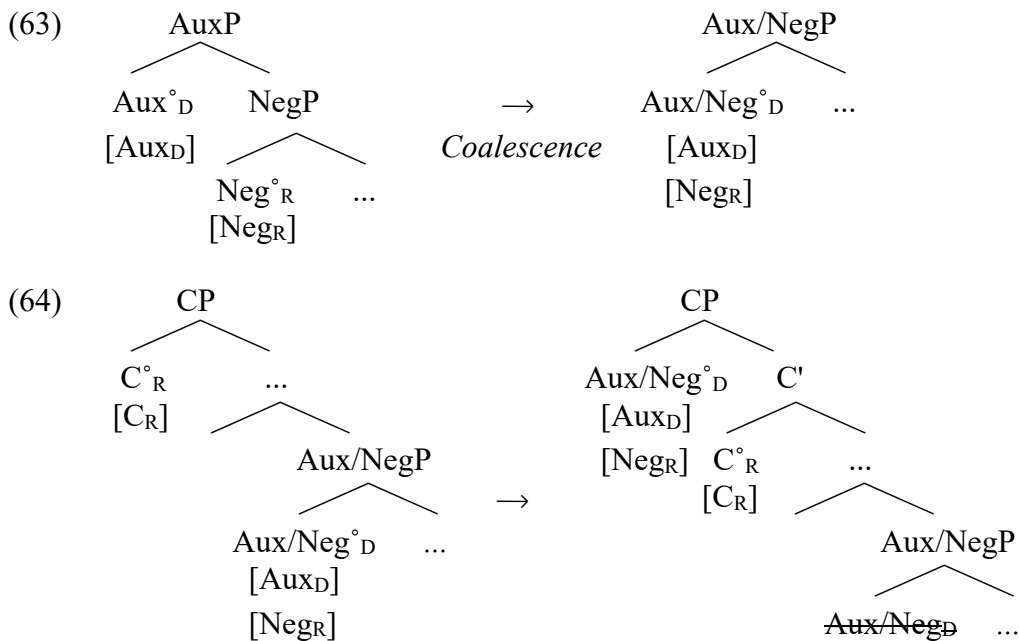 (63) AuxP Aux/NegP
Aux°D NegP → Aux/Neg°D ...
[AuxD] Coalescence [AuxD]
Neg°R ... [NegR]
[NegR]
(64) CP CP
C°R ... Aux/Neg°D C'
[CR] [AuxD]
Aux/NegP [NegR] C°R ...
→ [CR]
Aux/Neg°D ... Aux/NegP
[AuxD]
[NegR] Aux/NegD ...